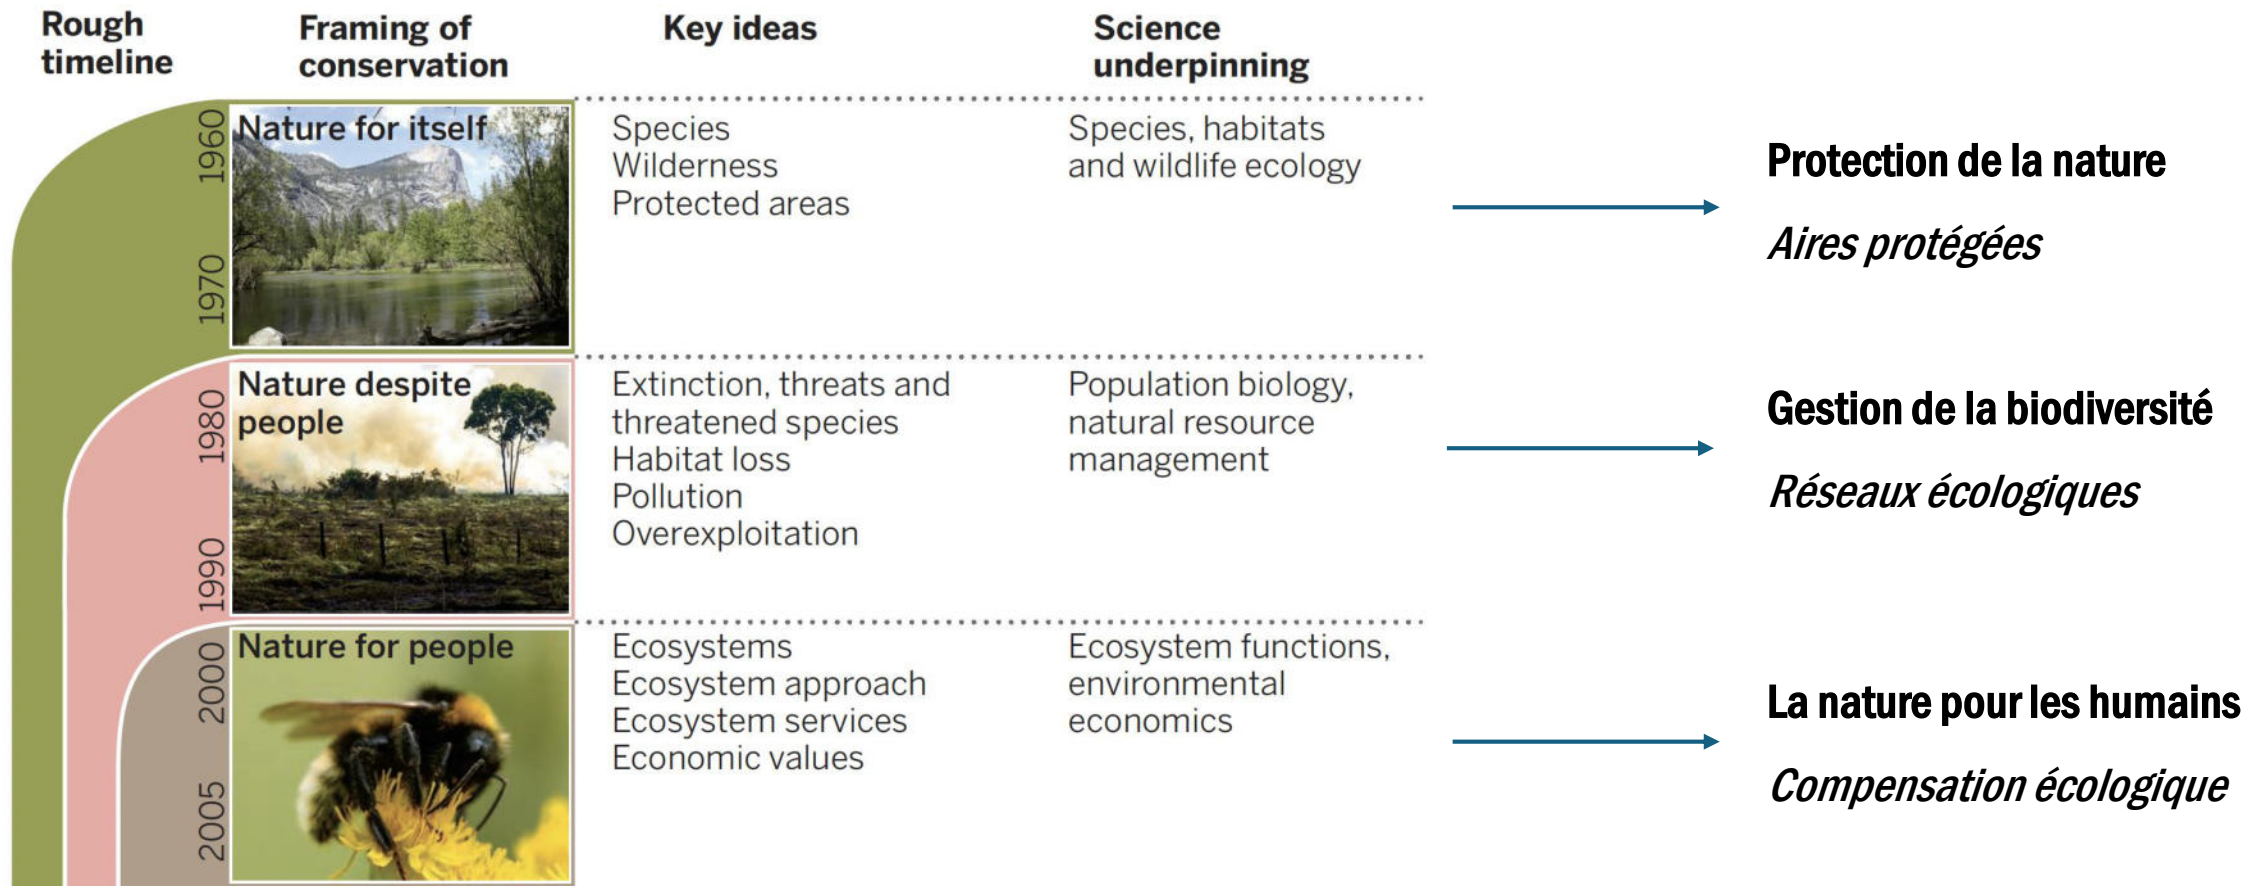 Rough
timeline
Framing of
conservation
Key ideas
Science
underpinning
1960
1970
Nature for itself
Species
Wilderness
Protected areas
Species, habitats
and wildlife ecology
Protection de la nature
Aires protégées
1980
1990
Nature despite
people
Extinction, threats and
threatened species
Habitat loss
Pollution
Overexploitation
Population biology,
natural resource
management
Gestion de la biodiversité
Réseaux écologiques
2000
2005
Nature for people
Ecosystems
Ecosystem approach
Ecosystem services
Economic values
Ecosystem functions,
environmental
economics
La nature pour les humains
Compensation écologique